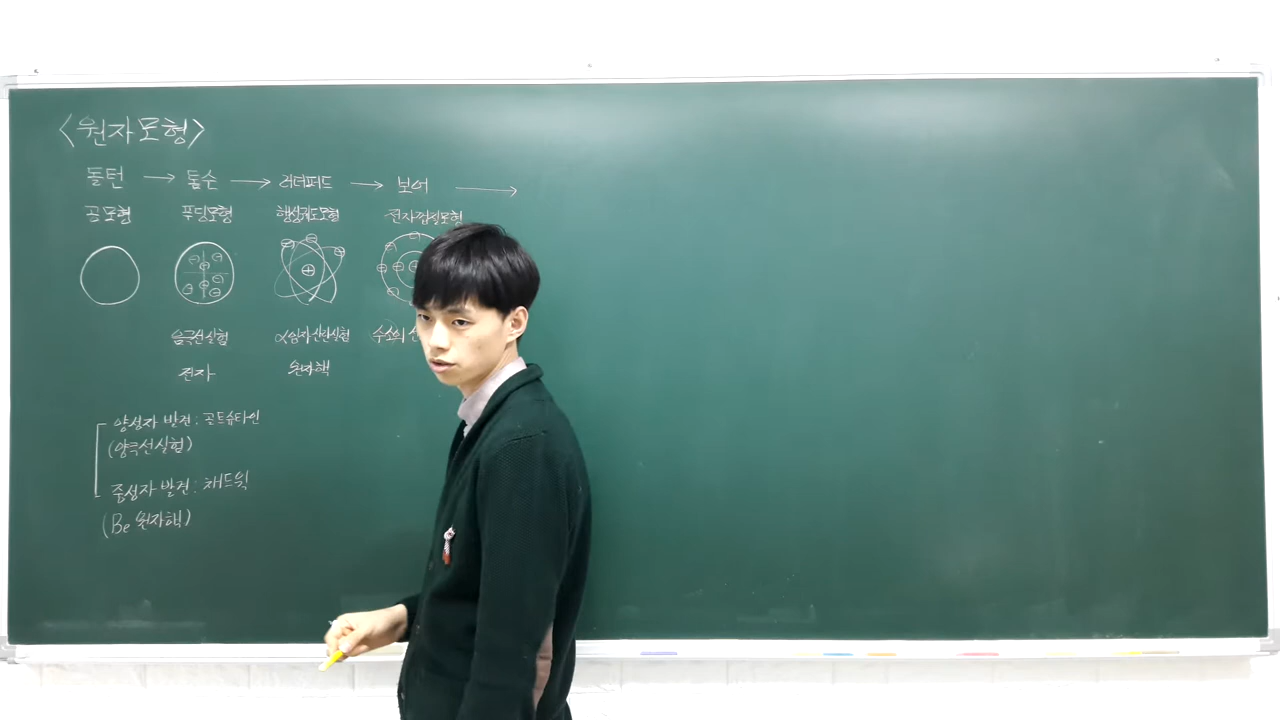 <원자모형>
돌턴 → 톰슨 → 러더퍼드 → 보어 →
공모형 푸딩모형 행성궤도모형 전자껍질모형
음극선실험 α입자산란실험 수소의
전자 원자핵
양성자 발견 : 골트슈타인
(양극선실험)
중성자 발견 : 채드윅
(Be 원자핵)